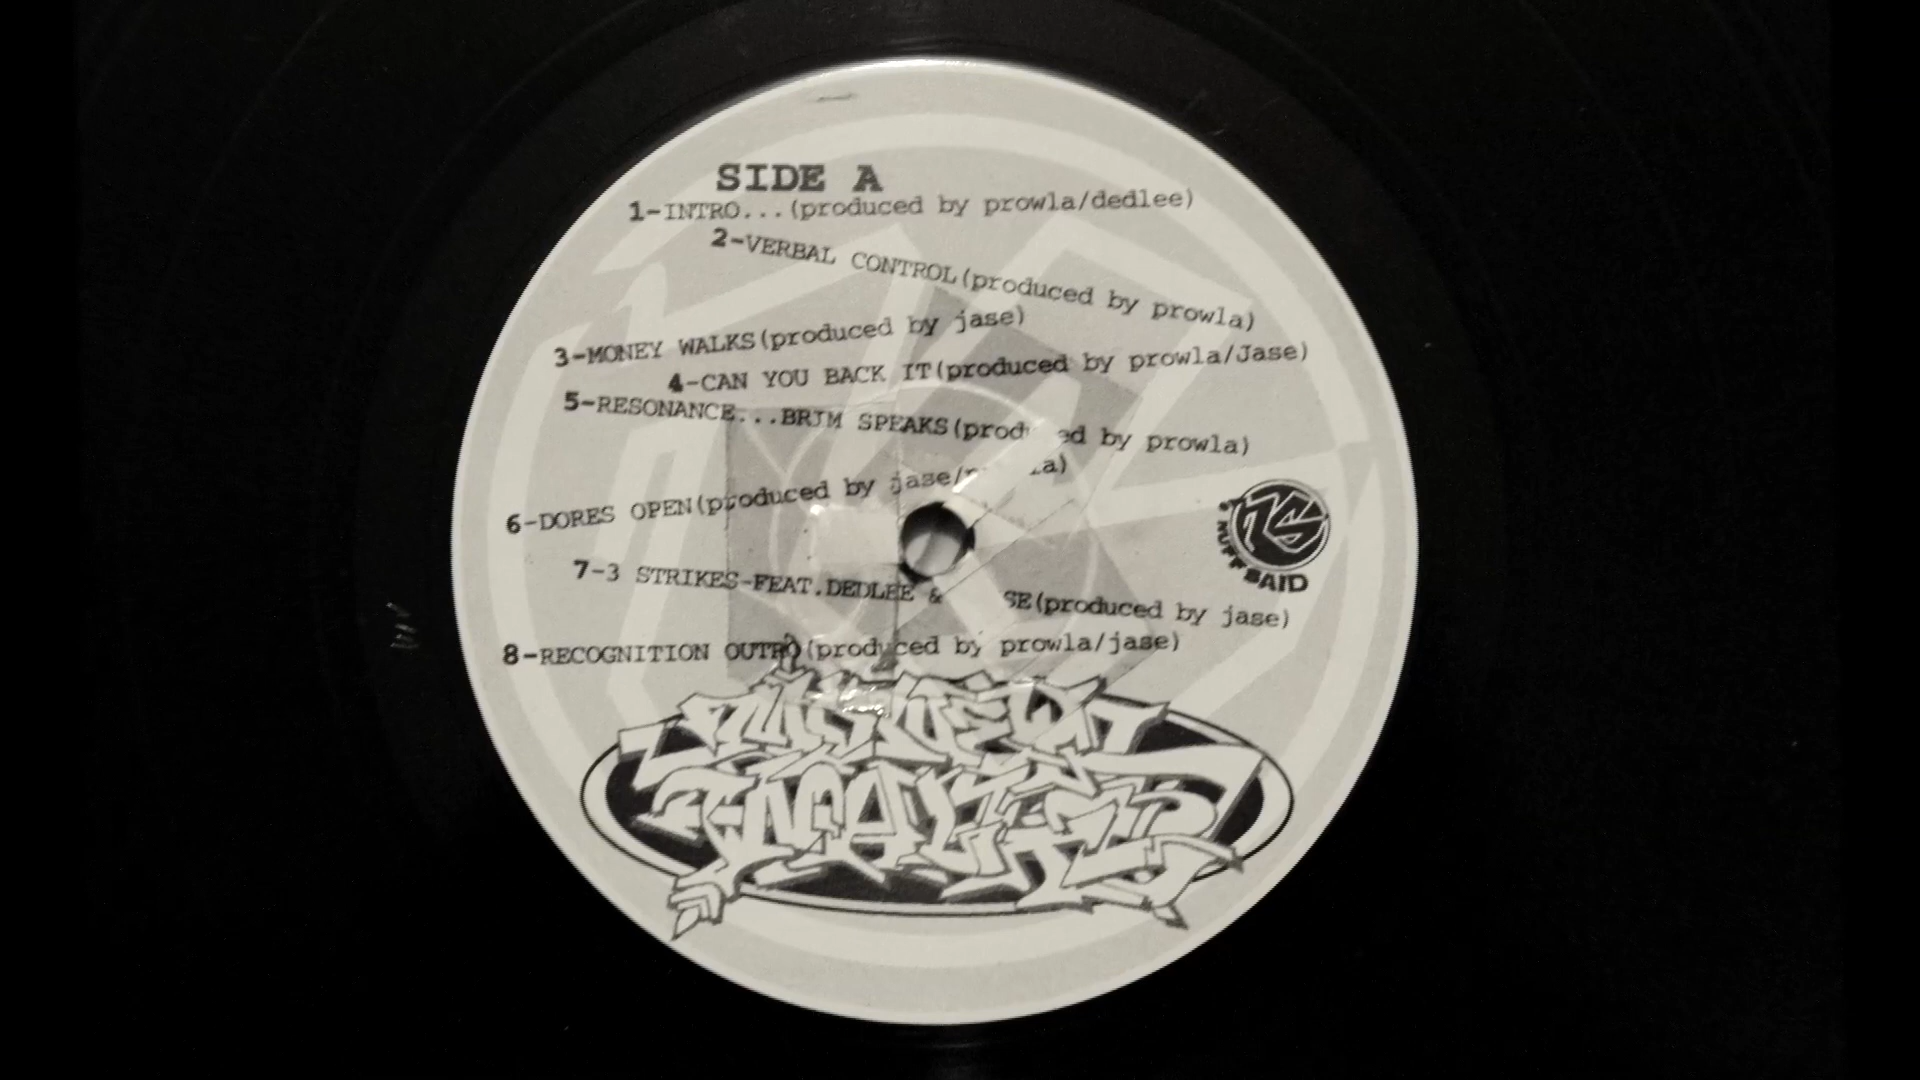 SIDE A
1-INTRO...(produced by prowla/dedlee)
2-VERBAL CONTROL(produced by prowla)
3-MONEY WALKS(produced by jase)
4-CAN YOU BACK IT(produced by prowla/Jase)
5-RESONANCE...BRIM SPEAKS(produced by prowla)
6-DORES OPEN(produced by jase/
7-3 STRIKES-FEAT.DEDLEE & (produced by jase)
8-RECOGNITION OUTRO(produced by prowla/jase)
NS
NUFF SAID
MONEY
WALKS